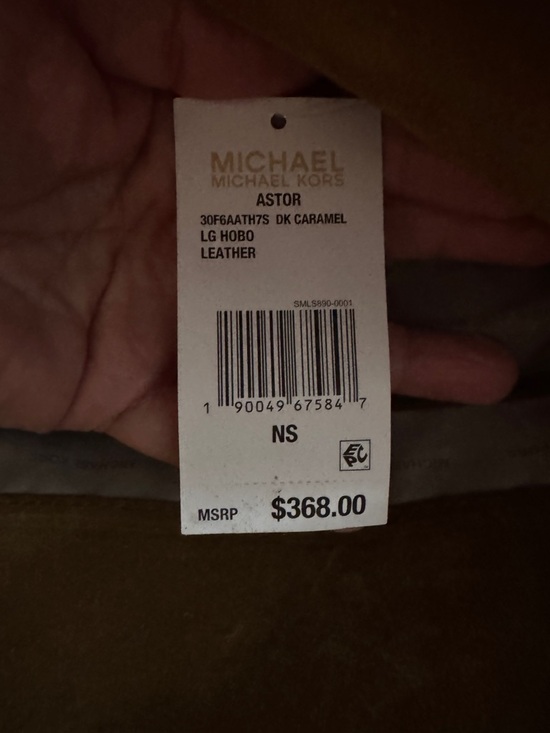 MICHAEL
MICHAEL KORS
ASTOR
30F6AATH7S DK CARAMEL
LG HOBO
LEATHER
SMLS890-0001
1 90049 67584 7
NS
EPC
MSRP $368.00